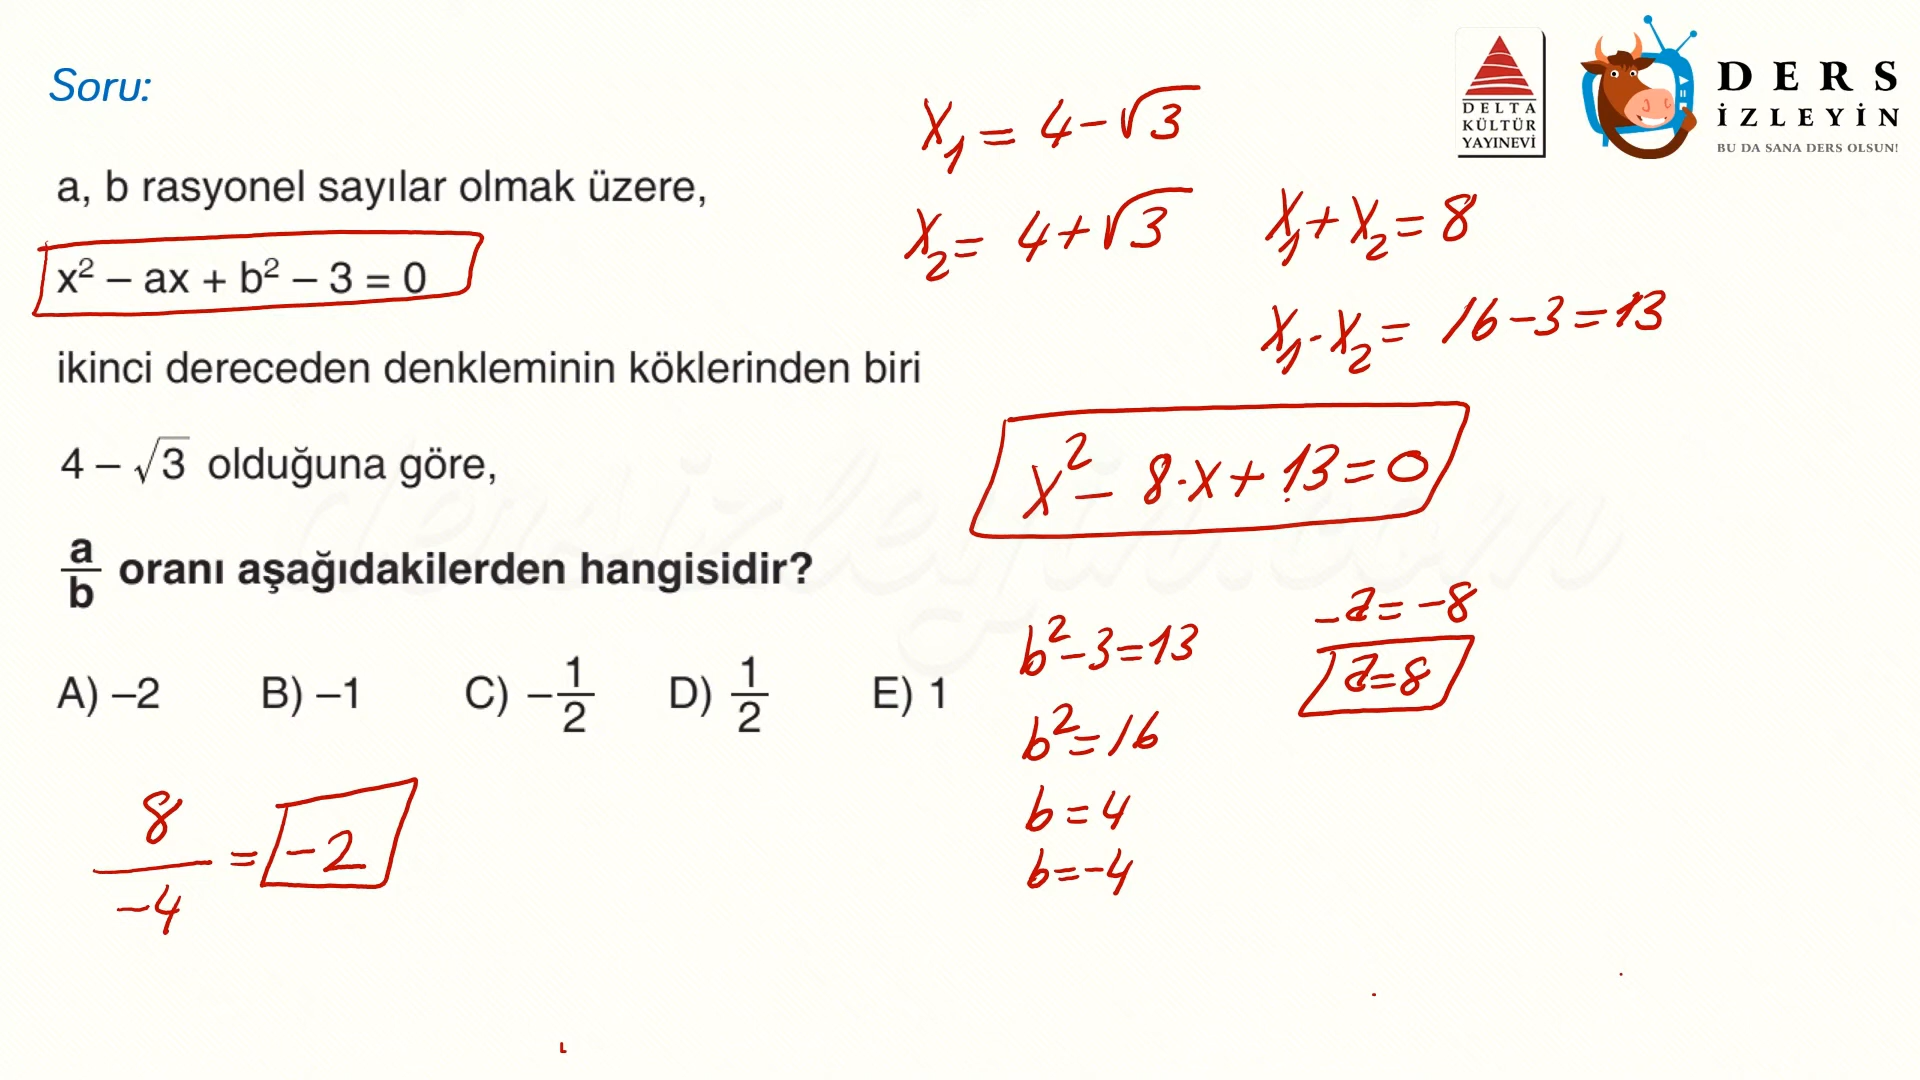 Soru:
a, b rasyonel sayılar olmak üzere,
x² – ax + b² – 3 = 0
ikinci dereceden denkleminin köklerinden biri
4 – √3 olduğuna göre,
a/b oranı aşağıdakilerden hangisidir?
A) –2 B) –1 C) –1/2 D) 1/2 E) 1
8/-4 = -2
x₁ = 4-√3
x₂ = 4+√3
x₁+x₂ = 8
x₁·x₂ = 16-3=13
x² - 8·x + 13 = 0
b²-3=13
b²=16
b=4
b=-4
-a=-8
a=8
DELTA
KÜLTÜR
YAYINEVİ
DERS
İZLEYİN
BU DA SANA DERS OLSUN!
dersizleyin.com